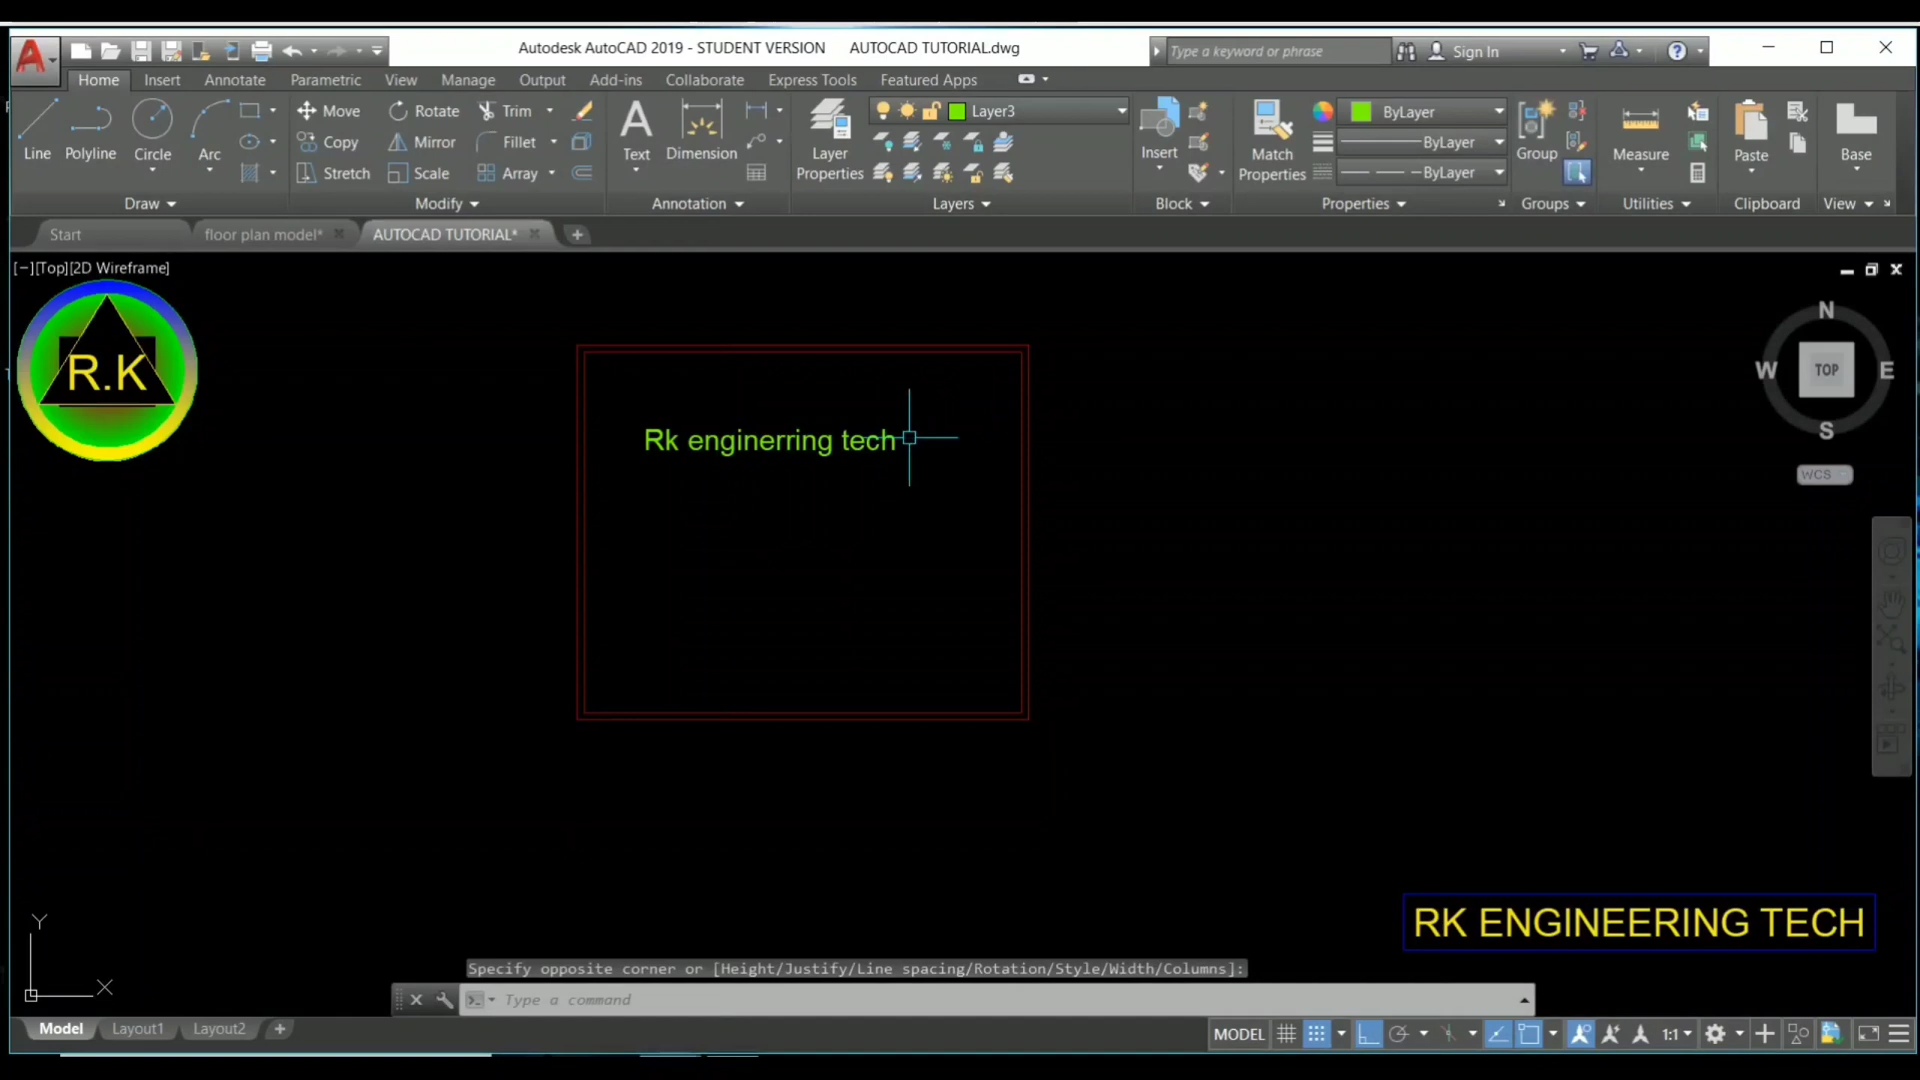 Autodesk AutoCAD 2019 - STUDENT VERSION AUTOCAD TUTORIAL.dwg
Type a keyword or phrase
Sign In
Home Insert Annotate Parametric View Manage Output Add-ins Collaborate Express Tools Featured Apps
Line Polyline Circle Arc
Move Rotate Trim
Copy Mirror Fillet
Stretch Scale Array
Text Dimension
Layer Properties
Layer3
Insert
Match Properties
ByLayer
ByLayer
ByLayer
Group
Measure
Paste
Base
Draw Modify Annotation Layers Block Properties Groups Utilities Clipboard View
Start floor plan model* AUTOCAD TUTORIAL*
[−][Top][2D Wireframe]
R.K
Rk enginerring tech
N
W TOP E
S
WCS
RK ENGINEERING TECH
Y
X
Specify opposite corner or [Height/Justify/Line spacing/Rotation/Style/Width/Columns]:
Type a command
Model Layout1 Layout2
MODEL 1:1